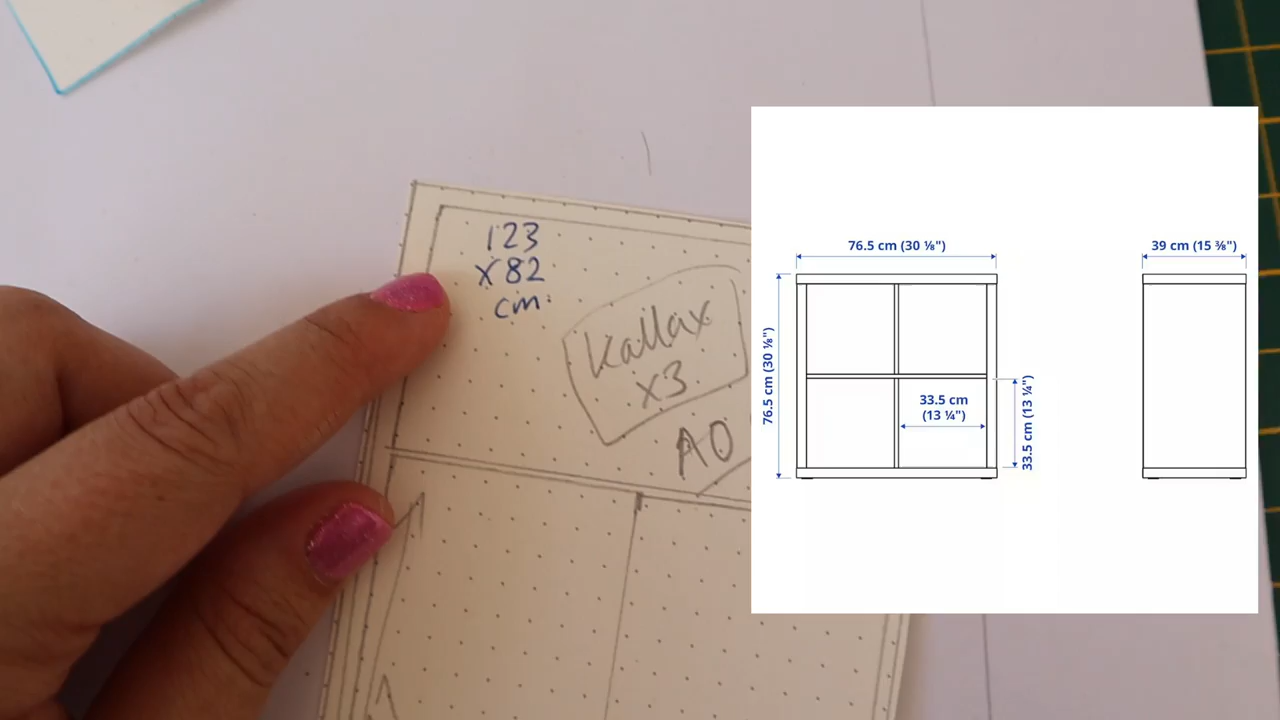 123
x 82
cm.
Kallax
x3
A0
76.5 cm (30 ⅛")
39 cm (15 ⅜")
76.5 cm (30 ⅛")
33.5 cm
(13 ¼")
33.5 cm (13 ¼")